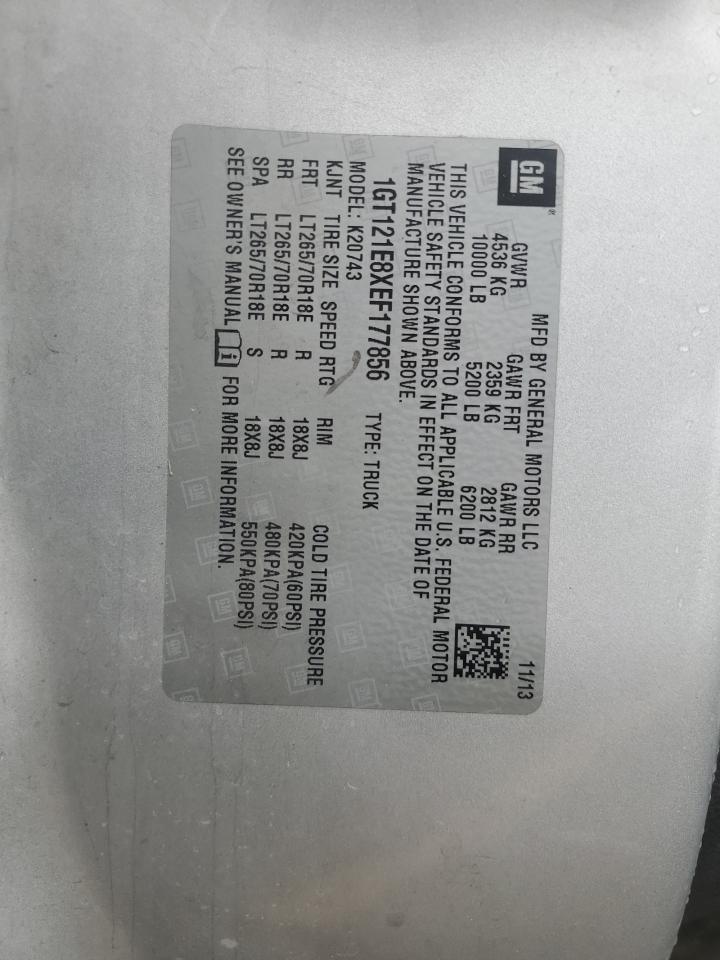 GM
MFD BY GENERAL MOTORS LLC 11/13
GVWR GAWR FRT GAWR RR
4536 KG 2359 KG 2812 KG
10000 LB 5200 LB 6200 LB
THIS VEHICLE CONFORMS TO ALL APPLICABLE U.S. FEDERAL MOTOR
VEHICLE SAFETY STANDARDS IN EFFECT ON THE DATE OF
MANUFACTURE SHOWN ABOVE.
1GT121E8XEF177856 TYPE: TRUCK
MODEL: K20743
KJNT TIRE SIZE SPEED RTG RIM COLD TIRE PRESSURE
FRT LT265/70R18E R 18X8J 420KPA(60PSI)
RR LT265/70R18E R 18X8J 480KPA(70PSI)
SPA LT265/70R18E S 18X8J 550KPA(80PSI)
SEE OWNER'S MANUAL i FOR MORE INFORMATION.